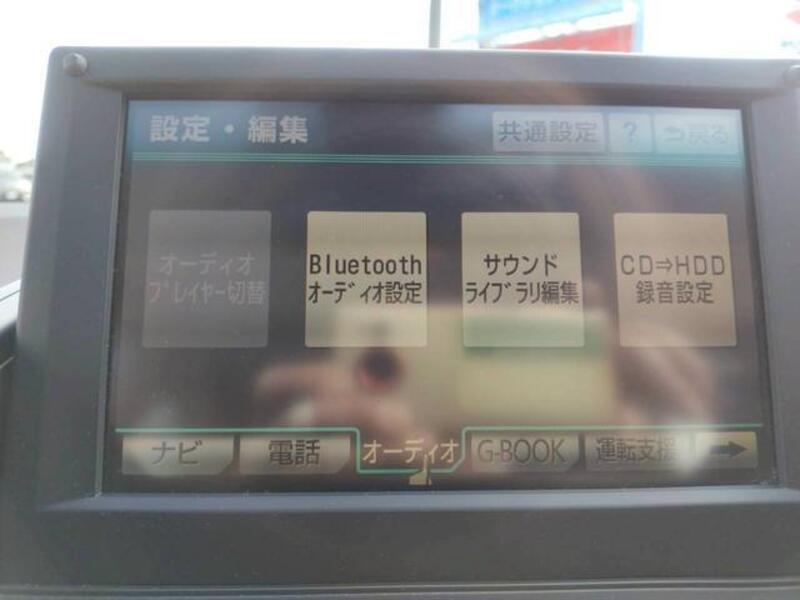 設定・編集
共通設定
?
戻る
オーディオ
プレイヤー切替
Bluetooth
オーディオ設定
サウンド
ライブラリ編集
CD⇒HDD
録音設定
ナビ
電話
オーディオ
G-BOOK
運転支援